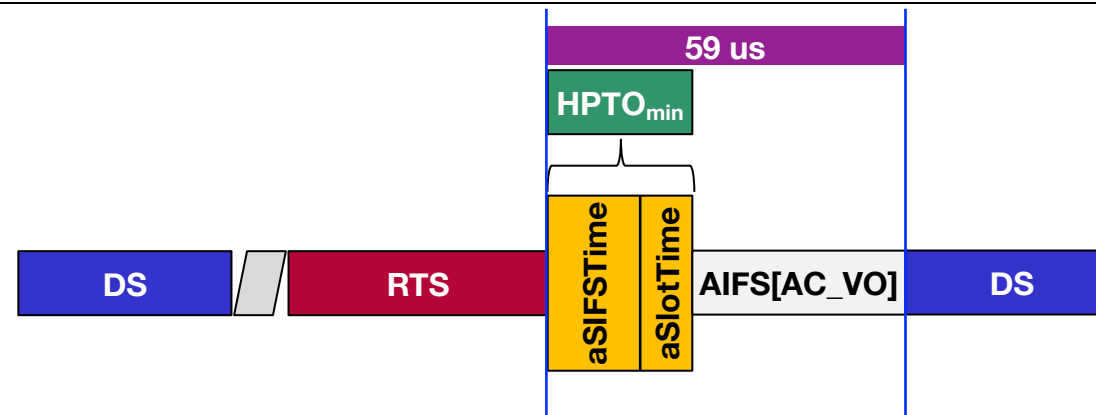 59 us
HPTOmin
aSIFSTime
aSlotTime
DS
RTS
AIFS[AC_VO]
DS